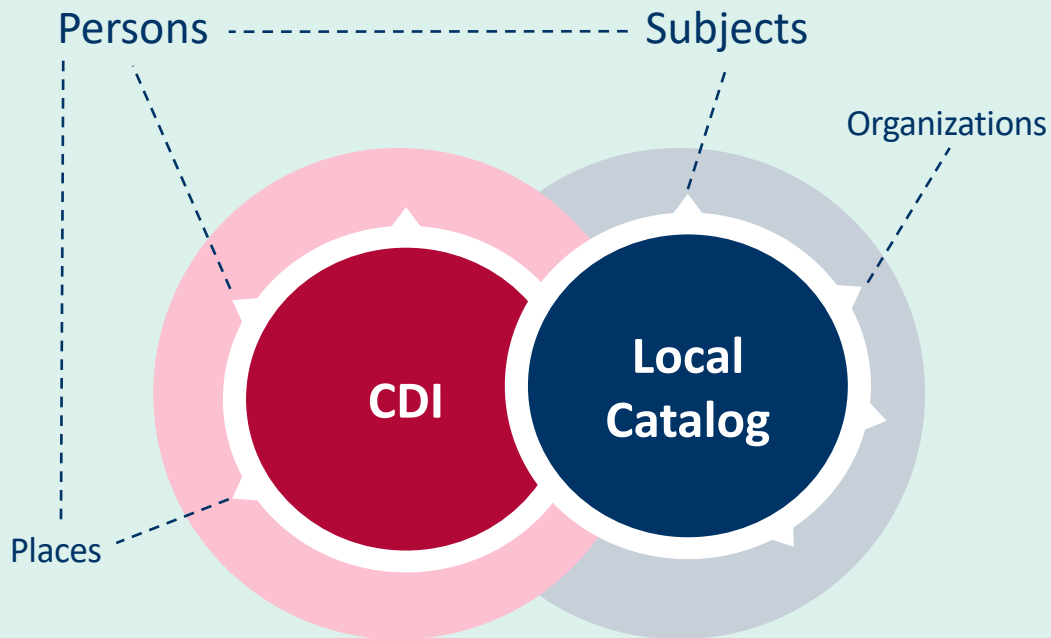 Persons
Subjects
Organizations
Local
Catalog
CDI
Places